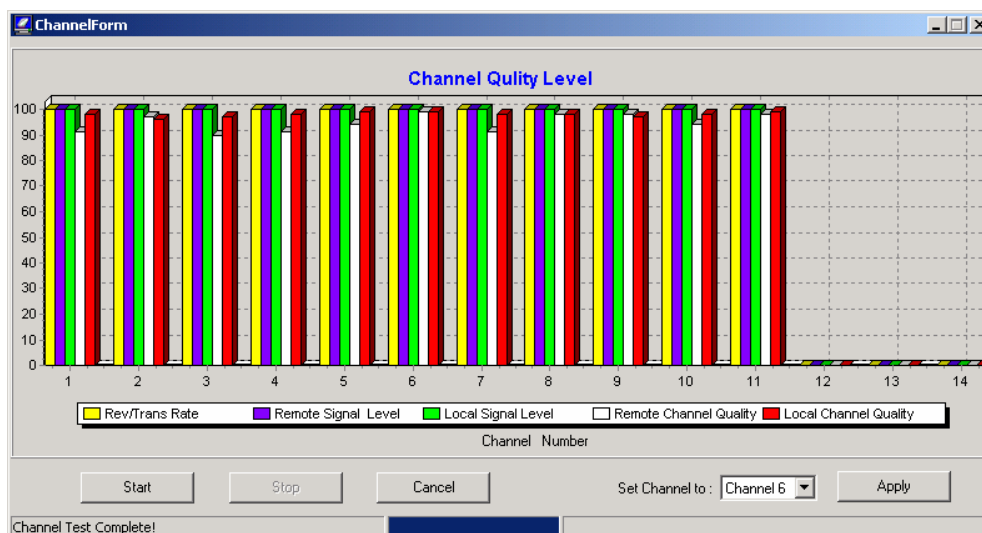 ChannelForm
Channel Qulity Level
100
90
80
70
60
50
40
30
20
10
0
1 2 3 4 5 6 7 8 9 10 11 12 13 14
Rev/Trans Rate Remote Signal Level Local Signal Level Remote Channel Quality Local Channel Quality
Channel Number
Start Stop Cancel Set Channel to : Channel 6 Apply
Channel Test Complete!